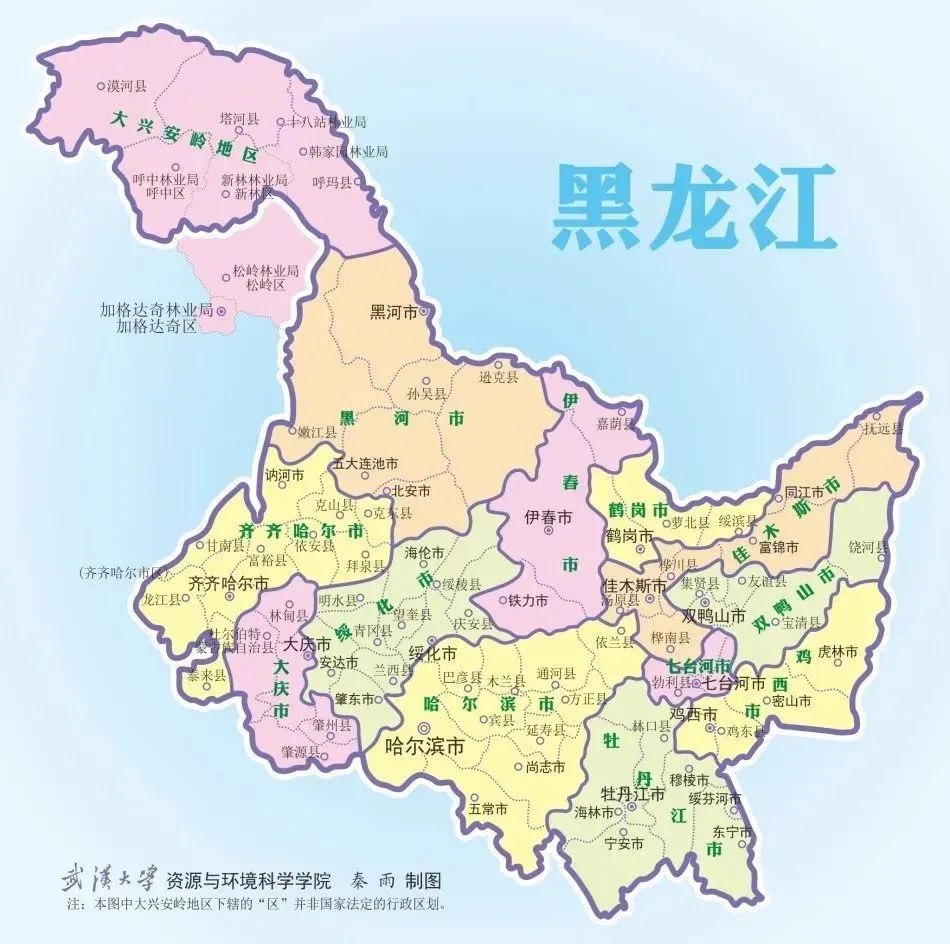 黑龙江
漠河县
塔河县
十八站林业局
大兴安岭地区
韩家园林业局
呼中林业局
呼中区
新林林业局
新林区
呼玛县
松岭林业局
松岭区
加格达奇林业局
加格达奇区
黑河市
逊克县
孙吴县
黑河市
嫩江县
五大连池市
北安市
伊春市
嘉荫县
伊春市
铁力市
抚远县
同江市
佳木斯市
富锦市
鹤岗市
萝北县
绥滨县
鹤岗市
讷河市
克山县
克东县
齐齐哈尔市
甘南县
富裕县
依安县
拜泉县
(齐齐哈尔市区)
齐齐哈尔市
龙江县
泰来县
海伦市
绥化市
绥棱县
明水县
望奎县
青冈县
庆安县
绥化市
安达市
兰西县
肇东市
林甸县
杜尔伯特
蒙古族自治县
大庆市
大庆市
肇州县
肇源县
桦川县
佳木斯市
汤原县
桦南县
集贤县
友谊县
饶河县
双鸭山市
双鸭山市
宝清县
依兰县
七台河市
勃利县
七台河市
虎林市
鸡西市
密山市
鸡西市
鸡东县
巴彦县
木兰县
通河县
方正县
哈尔滨市
宾县
延寿县
哈尔滨市
尚志市
五常市
林口县
牡丹江市
穆棱市
牡丹江市
绥芬河市
海林市
东宁市
宁安市
武汉大学 资源与环境科学学院 秦雨 制图
注：本图中大兴安岭地区下辖的“区”并非国家法定的行政区划。